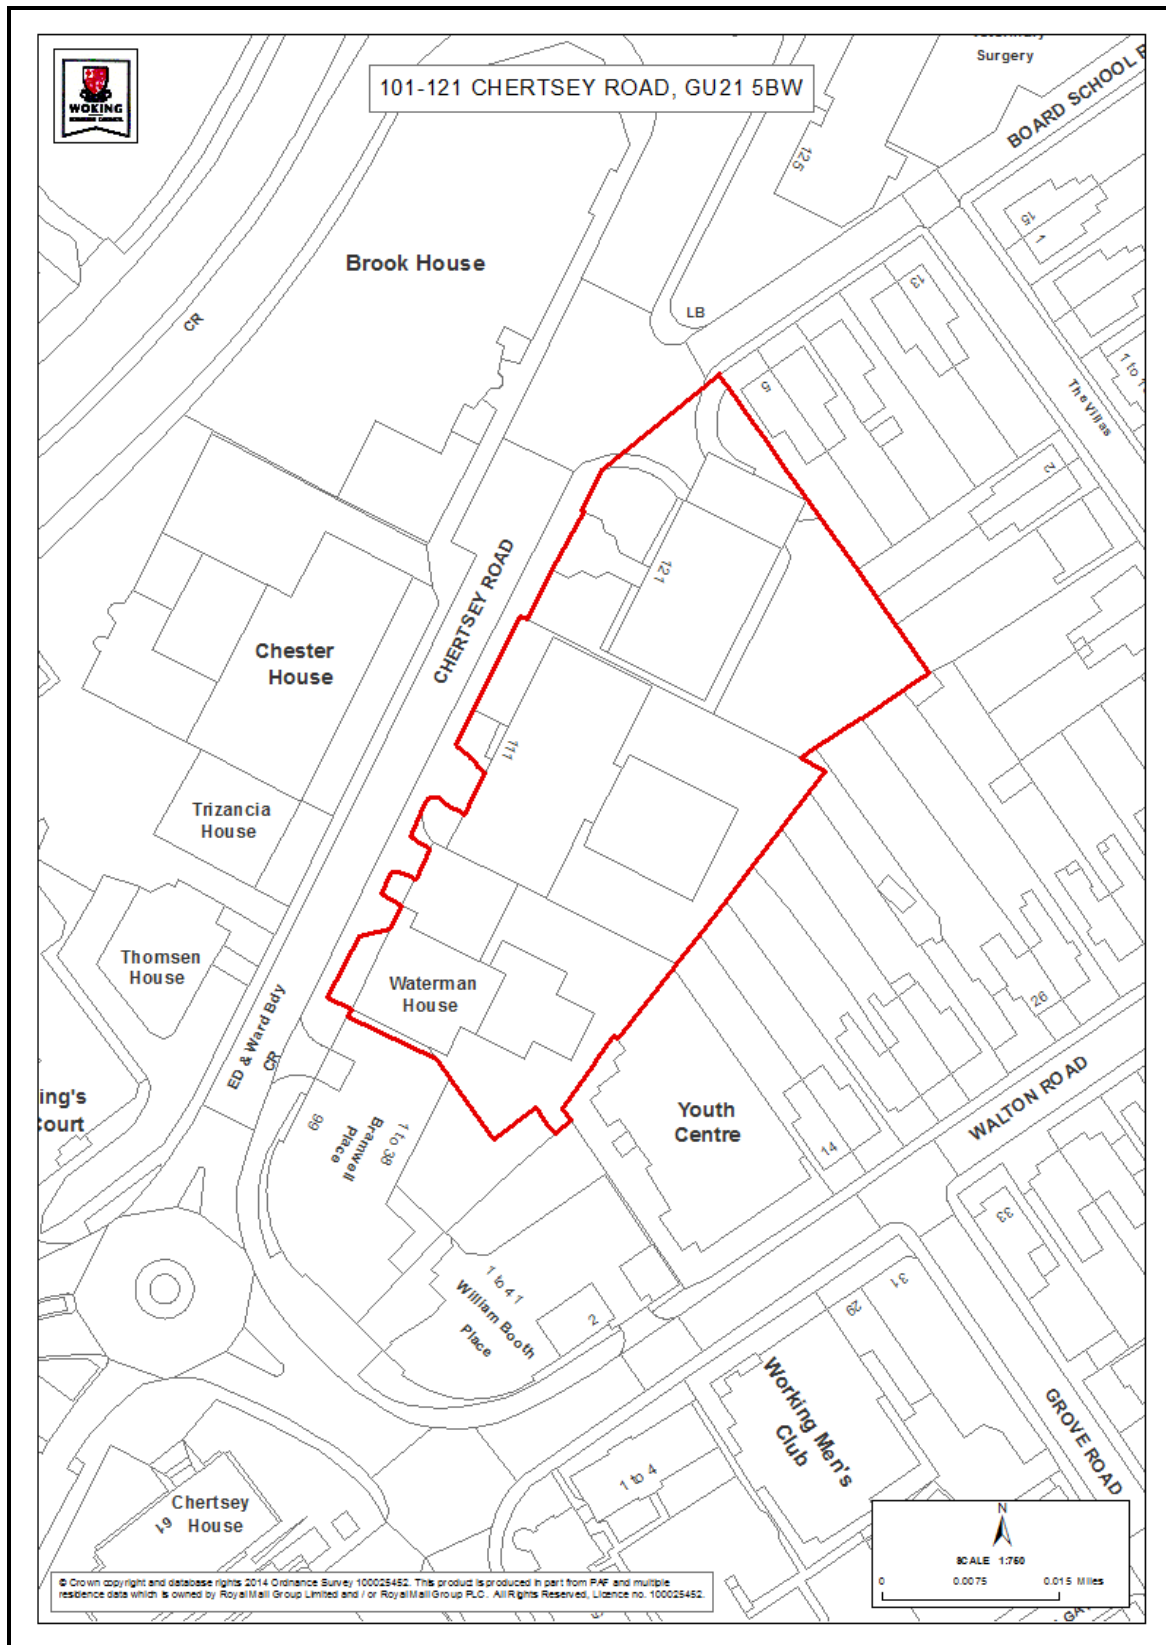 WOKING
BOROUGH COUNCIL
101-121 CHERTSEY ROAD, GU21 5BW
Surgery
BOARD SCHOOL
125
15
1
Brook House
13
CR
LB
5
1 to
The Villas
2
121
CHERTSEY ROAD
Chester
House
111
Trizancia
House
Thomsen
House
Waterman
House
26
ED & Ward Bdy
CR
ing's
Court
99
1 to 38
Bramwell
Place
Youth
Centre
14
WALTON ROAD
33
1 to 41
William Booth
Place
2
31
29
Working Men's
Club
GROVE ROAD
1 to 4
Chertsey
House
61
N
SCALE 1:750
0 0.0075 0.015 Miles
© Crown copyright and database rights 2014 Ordnance Survey 100025452. This product is produced in part from PAF and multiple
residence data which is owned by Royal Mail Group Limited and / or Royal Mail Group PLC. All Rights Reserved, Licence no. 100025452.